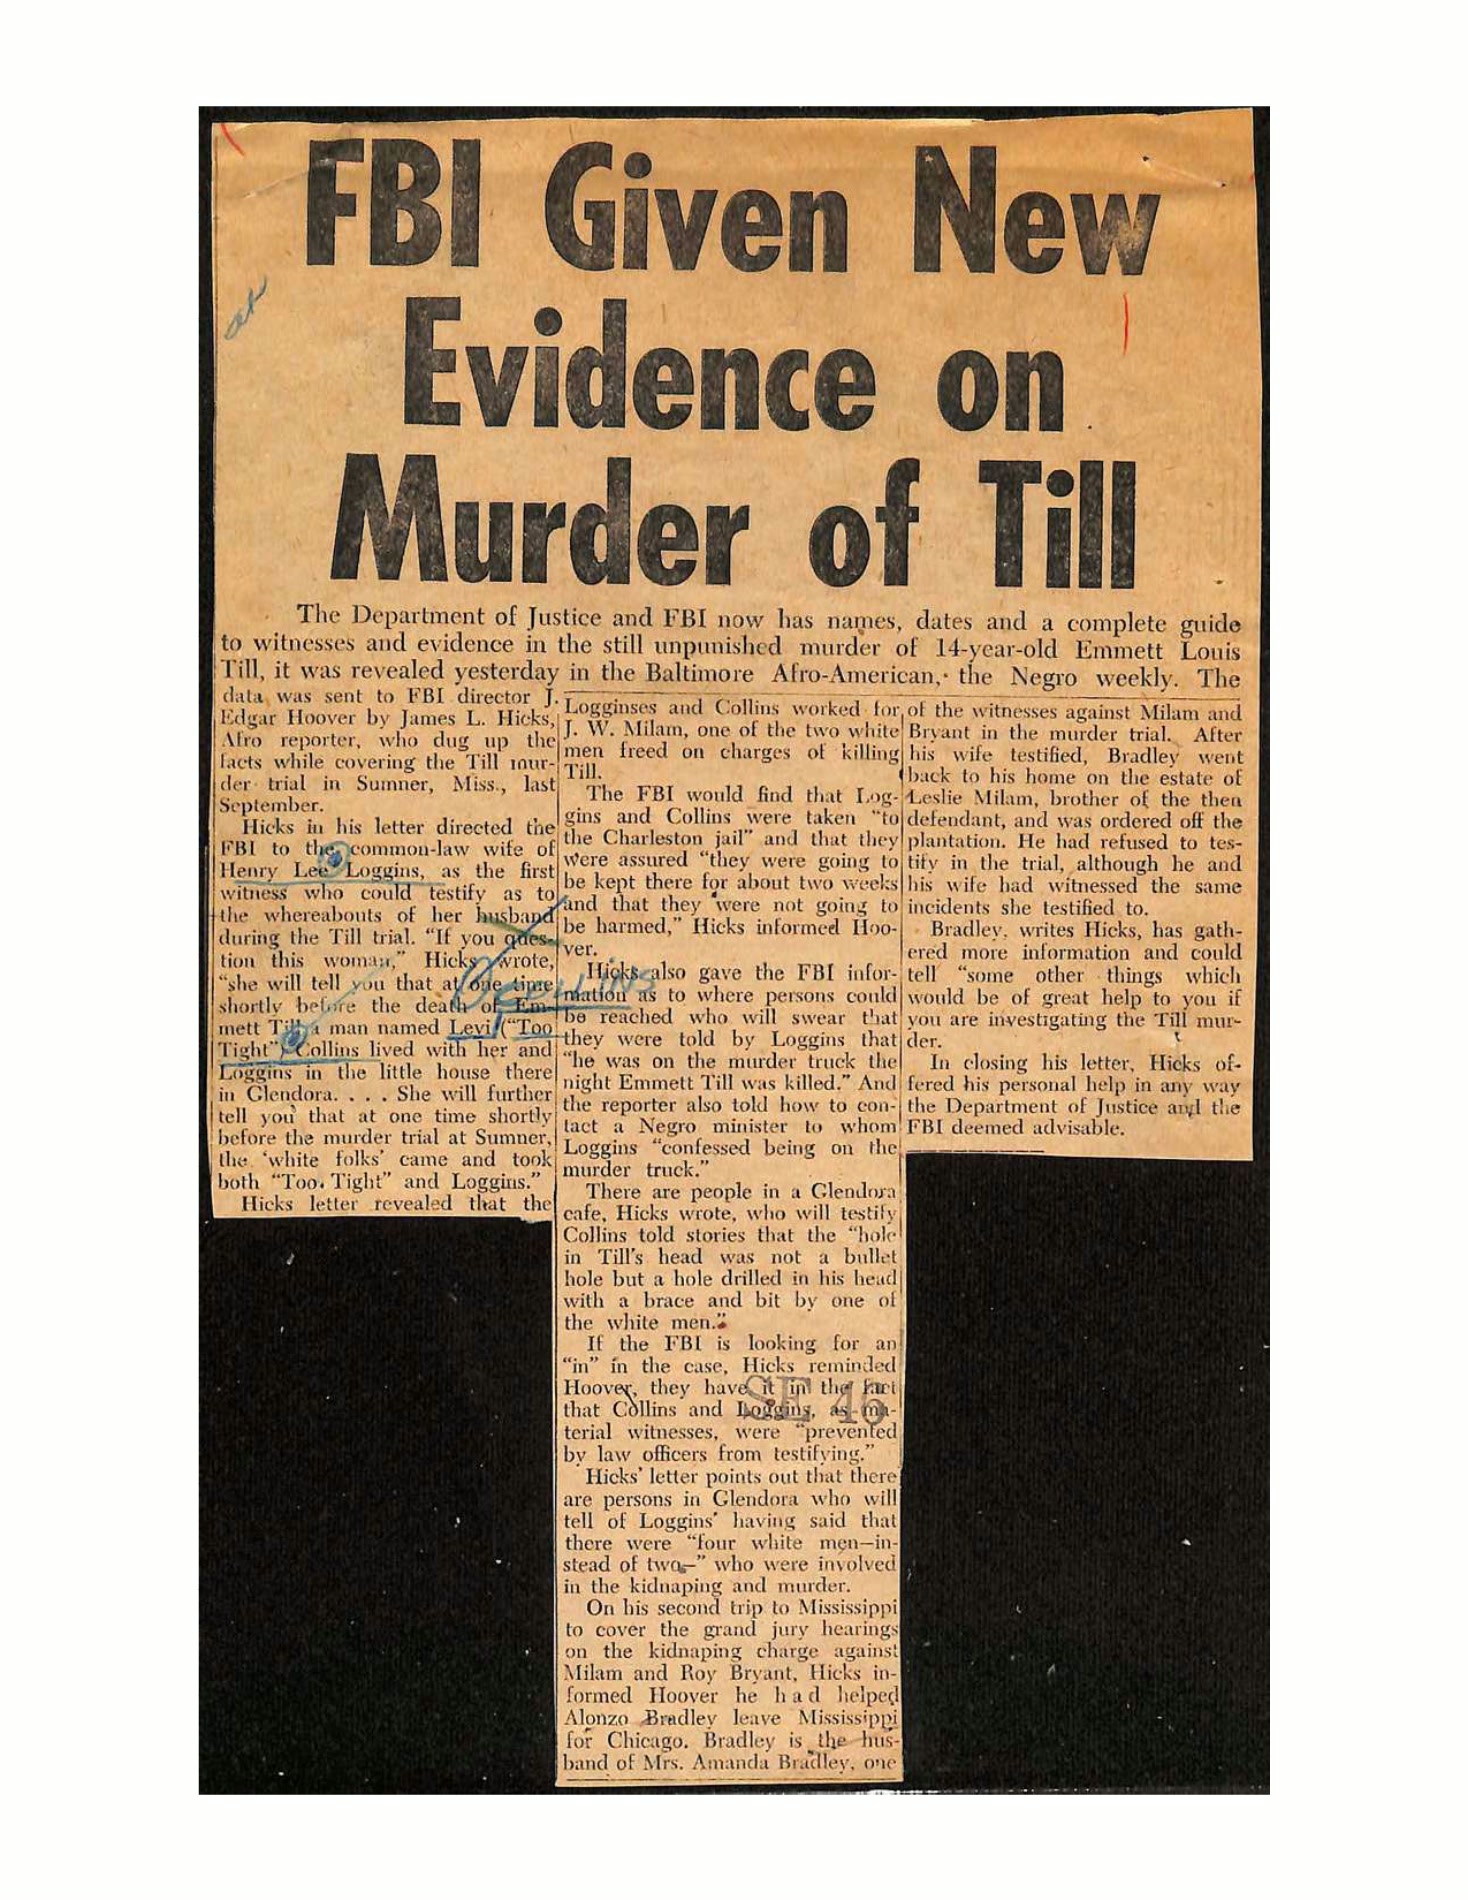 FBI Given New
Evidence on
Murder of Till
The Department of Justice and FBI now has names, dates and a complete guide
to witnesses and evidence in the still unpunished murder of 14-year-old Emmett Louis
Till, it was revealed yesterday in the Baltimore Afro-American, the Negro weekly. The
data was sent to FBI director J.
Edgar Hoover by James L. Hicks,
Afro reporter, who dug up the
facts while covering the Till mur-
der trial in Sumner, Miss., last
September.
Hicks in his letter directed the
FBI to the common-law wife of
Henry Lee Loggins, as the first
witness who could testify as to
the whereabouts of her husband
during the Till trial. "If you ques-
tion this woman," Hicks wrote,
"she will tell you that at one time
shortly before the death of Em-
mett Till a man named Levi ("Too
Tight") Collins lived with her and
Loggins in the little house there
in Glendora. . . . She will further
tell you that at one time shortly
before the murder trial at Sumner,
the 'white folks' came and took
both "Too Tight" and Loggins."
Hicks letter revealed that the
Logginses and Collins worked for
J. W. Milam, one of the two white
men freed on charges of killing
Till.
The FBI would find that Log-
gins and Collins were taken "to
the Charleston jail" and that they
were assured "they were going to
be kept there for about two weeks
and that they were not going to
be harmed," Hicks informed Hoo-
ver.
Hicks also gave the FBI infor-
mation as to where persons could
be reached who will swear that
they were told by Loggins that
"he was on the murder truck the
night Emmett Till was killed." And
the reporter also told how to con-
tact a Negro minister to whom
Loggins "confessed being on the
murder truck."
There are people in a Glendora
cafe, Hicks wrote, who will testify
Collins told stories that the "hole
in Till's head was not a bullet
hole but a hole drilled in his head
with a brace and bit by one of
the white men."
If the FBI is looking for an
"in" in the case, Hicks reminded
Hoover, they have it in the fact
that Collins and Loggins, as ma-
terial witnesses, were "prevented
by law officers from testifying."
Hicks' letter points out that there
are persons in Glendora who will
tell of Loggins' having said that
there were "four white men—in-
stead of two—" who were involved
in the kidnaping and murder.
On his second trip to Mississippi
to cover the grand jury hearings
on the kidnaping charge against
Milam and Roy Bryant, Hicks in-
formed Hoover he had helped
Alonzo Bradley leave Mississippi
for Chicago. Bradley is the hus-
band of Mrs. Amanda Bradley, one
of the witnesses against Milam and
Bryant in the murder trial. After
his wife testified, Bradley went
back to his home on the estate of
Leslie Milam, brother of the then
defendant, and was ordered off the
plantation. He had refused to tes-
tify in the trial, although he and
his wife had witnessed the same
incidents she testified to.
Bradley, writes Hicks, has gath-
ered more information and could
tell "some other things which
would be of great help to you if
you are investigating the Till mur-
der.
In closing his letter, Hicks of-
fered his personal help in any way
the Department of Justice and the
FBI deemed advisable.
COLLINS
SE 46